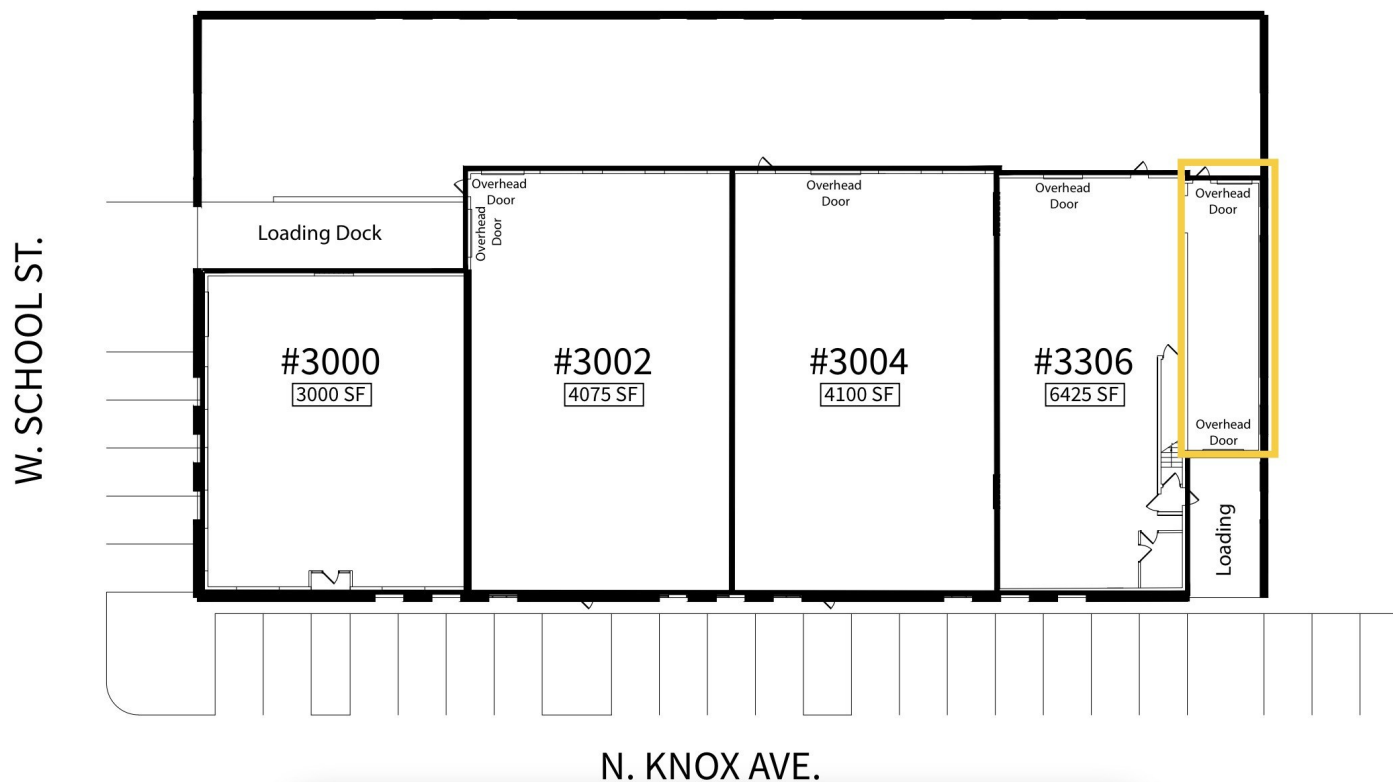 Overhead
Door
Overhead
Door
Overhead
Door
Overhead
Door
Overhead
Door
Loading Dock
W. SCHOOL ST.
#3000
3000 SF
#3002
4075 SF
#3004
4100 SF
#3306
6425 SF
Overhead
Door
Loading
N. KNOX AVE.